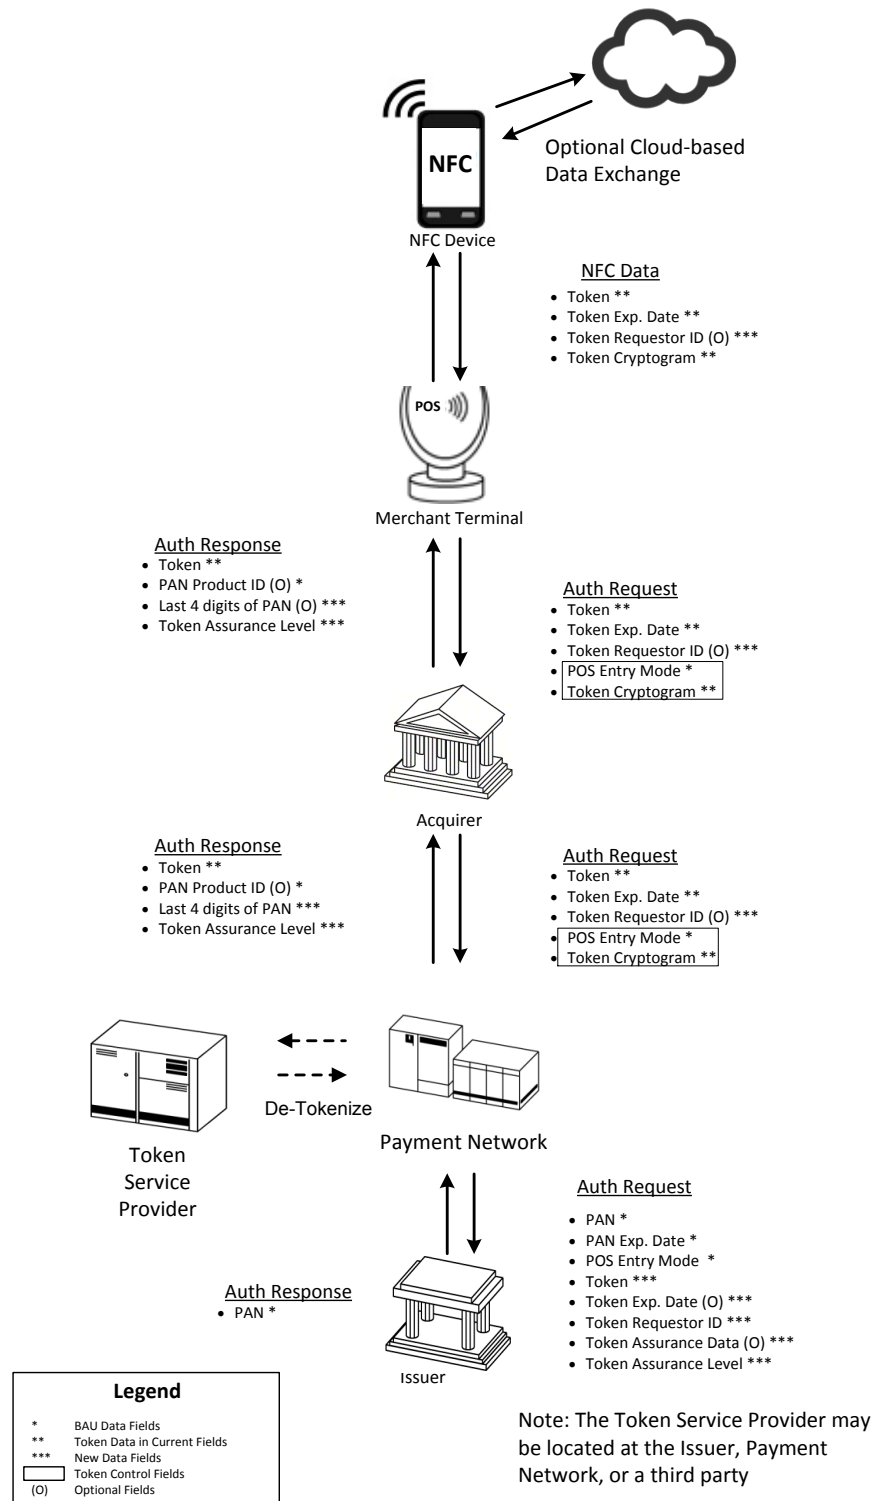 Optional Cloud-based
Data Exchange
NFC
NFC Device
NFC Data
• Token **
• Token Exp. Date **
• Token Requestor ID (O) ***
• Token Cryptogram **
POS
Merchant Terminal
Auth Response
• Token **
• PAN Product ID (O) *
• Last 4 digits of PAN (O) ***
• Token Assurance Level ***
Auth Request
• Token **
• Token Exp. Date **
• Token Requestor ID (O) ***
• POS Entry Mode *
• Token Cryptogram **
Acquirer
Auth Response
• Token **
• PAN Product ID (O) *
• Last 4 digits of PAN ***
• Token Assurance Level ***
Auth Request
• Token **
• Token Exp. Date **
• Token Requestor ID (O) ***
• POS Entry Mode *
• Token Cryptogram **
De-Tokenize
Token
Service
Provider
Payment Network
Auth Request
• PAN *
• PAN Exp. Date *
• POS Entry Mode *
• Token ***
• Token Exp. Date (O) ***
• Token Requestor ID ***
• Token Assurance Data (O) ***
• Token Assurance Level ***
Auth Response
• PAN *
Issuer
Legend
* BAU Data Fields
** Token Data in Current Fields
*** New Data Fields
Token Control Fields
(O) Optional Fields
Note: The Token Service Provider may
be located at the Issuer, Payment
Network, or a third party